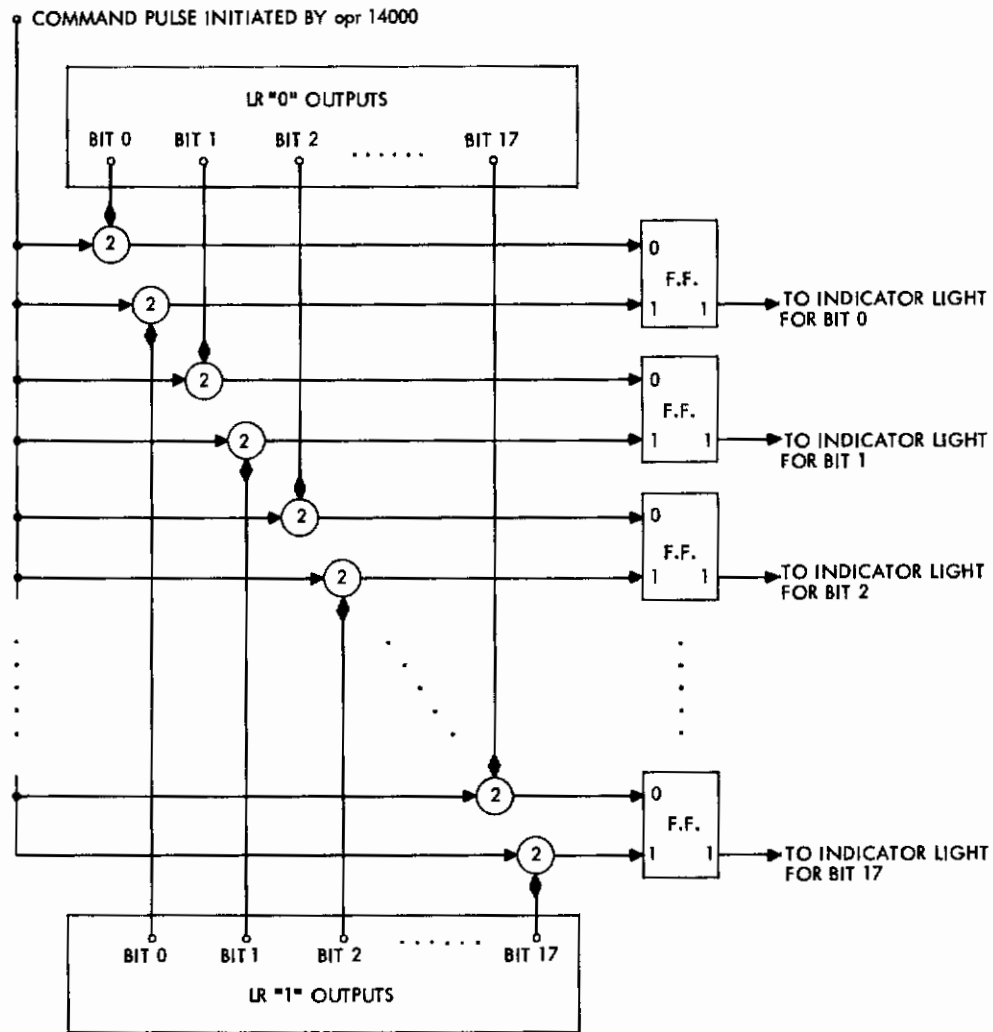 COMMAND PULSE INITIATED BY opr 14000
LR "0" OUTPUTS
BIT 0 BIT 1 BIT 2 ...... BIT 17
2
0
F.F.
2
1 1
TO INDICATOR LIGHT
FOR BIT 0
2
0
F.F.
2
1 1
TO INDICATOR LIGHT
FOR BIT 1
2
0
F.F.
2
1 1
TO INDICATOR LIGHT
FOR BIT 2
2
0
F.F.
2
1 1
TO INDICATOR LIGHT
FOR BIT 17
BIT 0 BIT 1 BIT 2 ...... BIT 17
LR "1" OUTPUTS